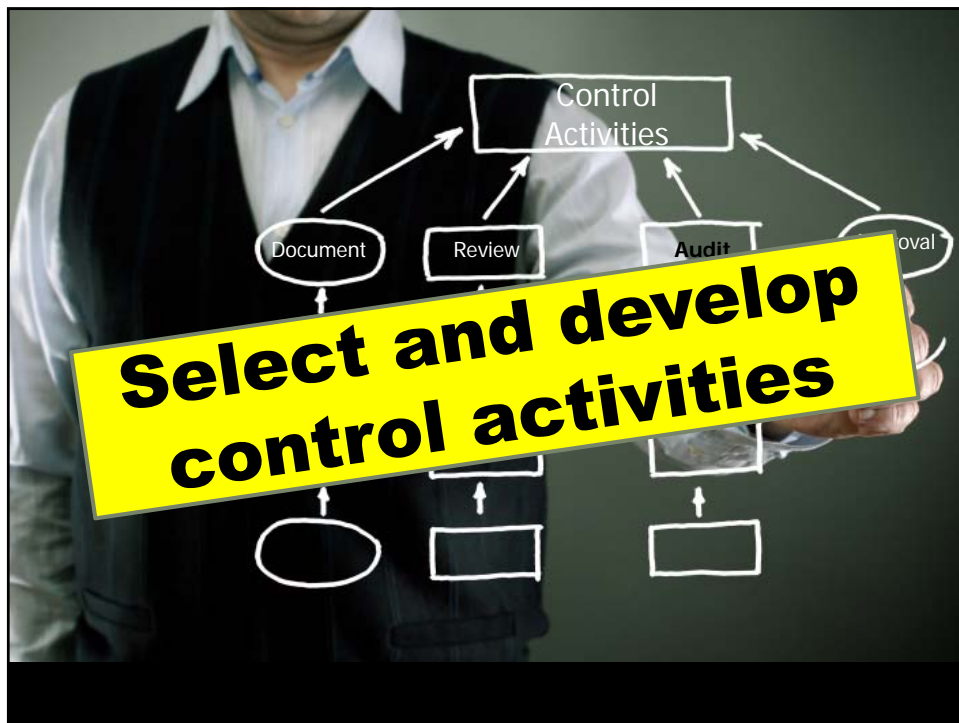 Control
Activities
Document
Review
Audit
Select and develop
control activities